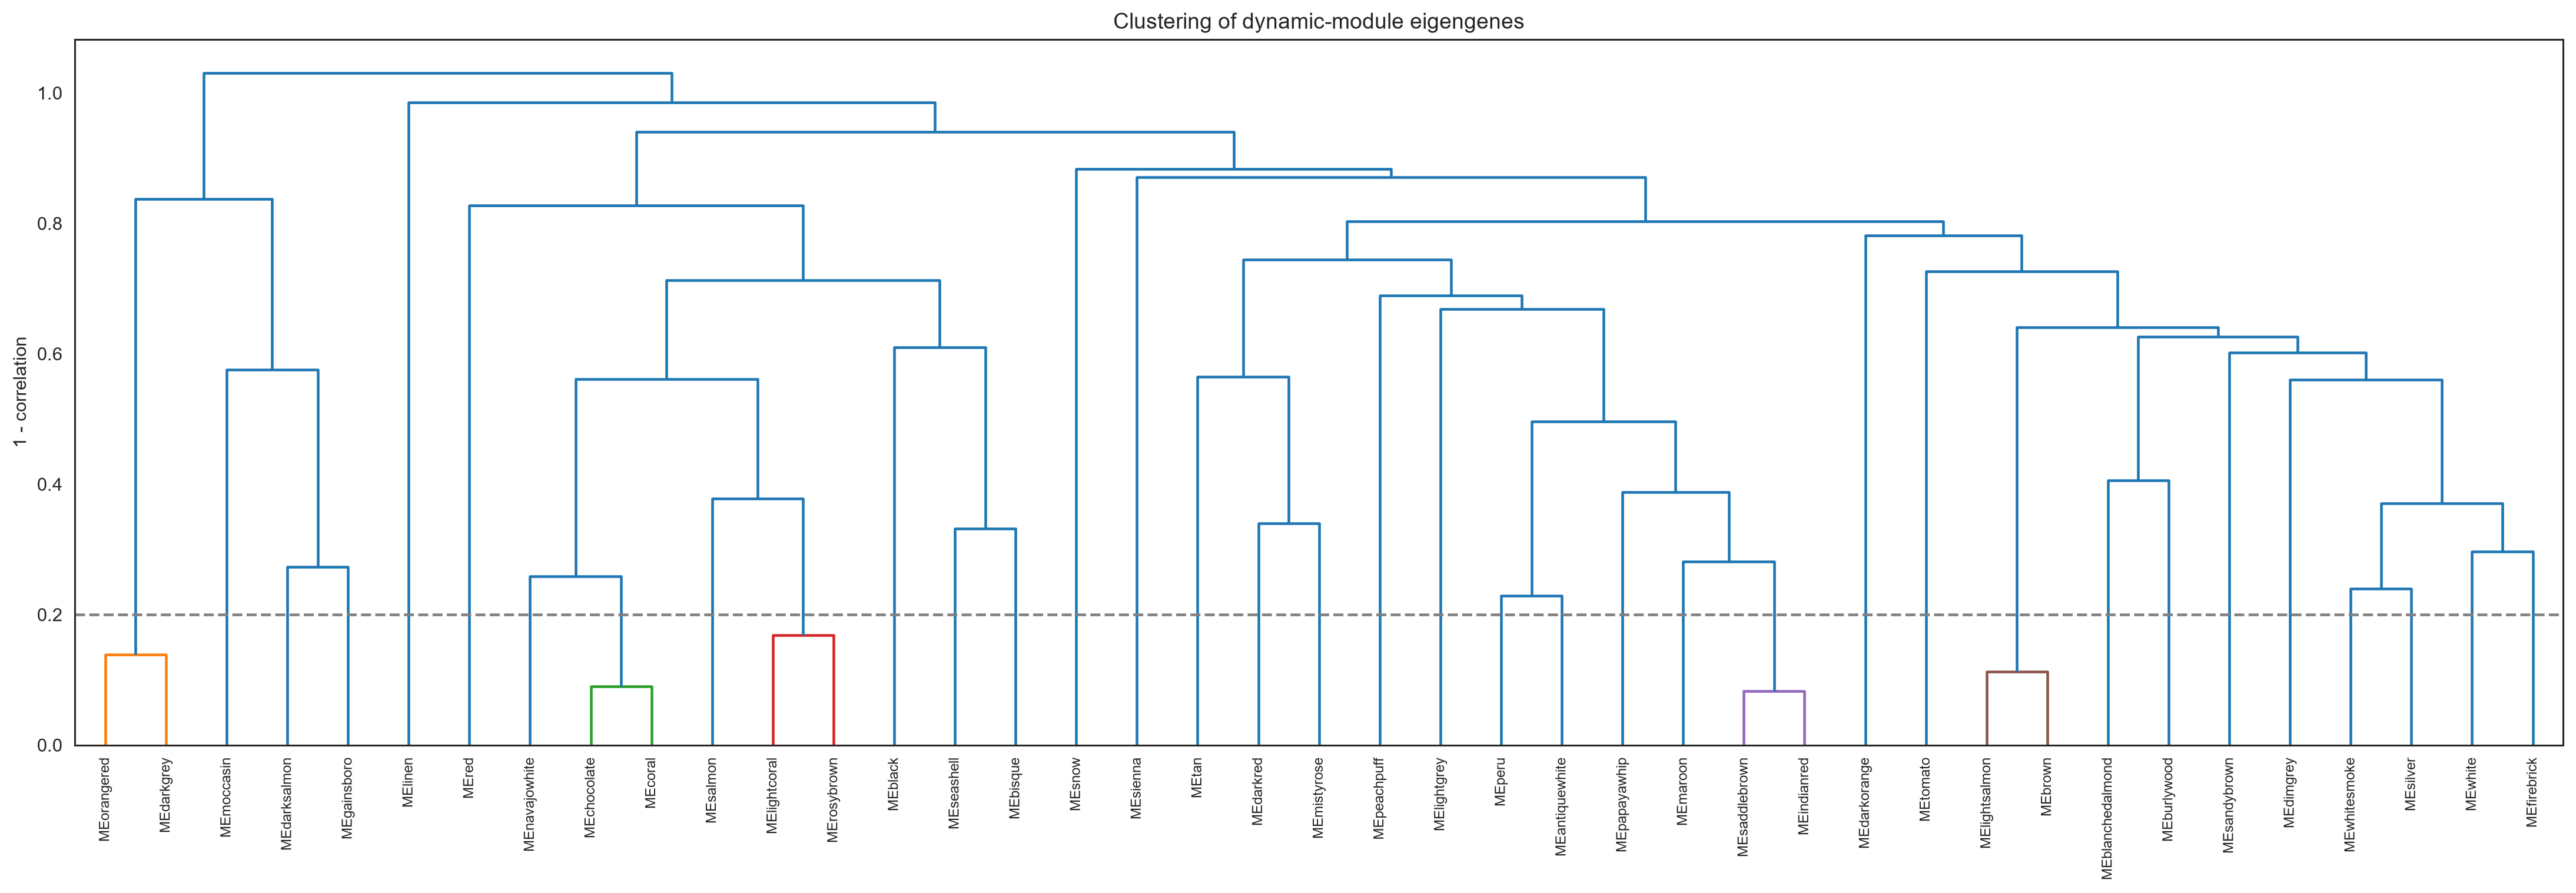 Clustering of dynamic-module eigengenes
1 - correlation
1.0
0.8
0.6
0.4
0.2
0.0
MEorangered
MEdarkgrey
MEmoccasin
MEdarksalmon
MEgainsboro
MElinen
MEred
MEnavajowhite
MEchocolate
MEcoral
MEsalmon
MElightcoral
MErosybrown
MEblack
MEseashell
MEbisque
MEsnow
MEsienna
MEtan
MEdarkred
MEmistyrose
MEpeachpuff
MElightgrey
MEperu
MEantiquewhite
MEpapayawhip
MEmaroon
MEsaddlebrown
MEindianred
MEdarkorange
MEtomato
MElightsalmon
MEbrown
MEblanchedalmond
MEburlywood
MEsandybrown
MEdimgrey
MEwhitesmoke
MEsilver
MEwhite
MEfirebrick